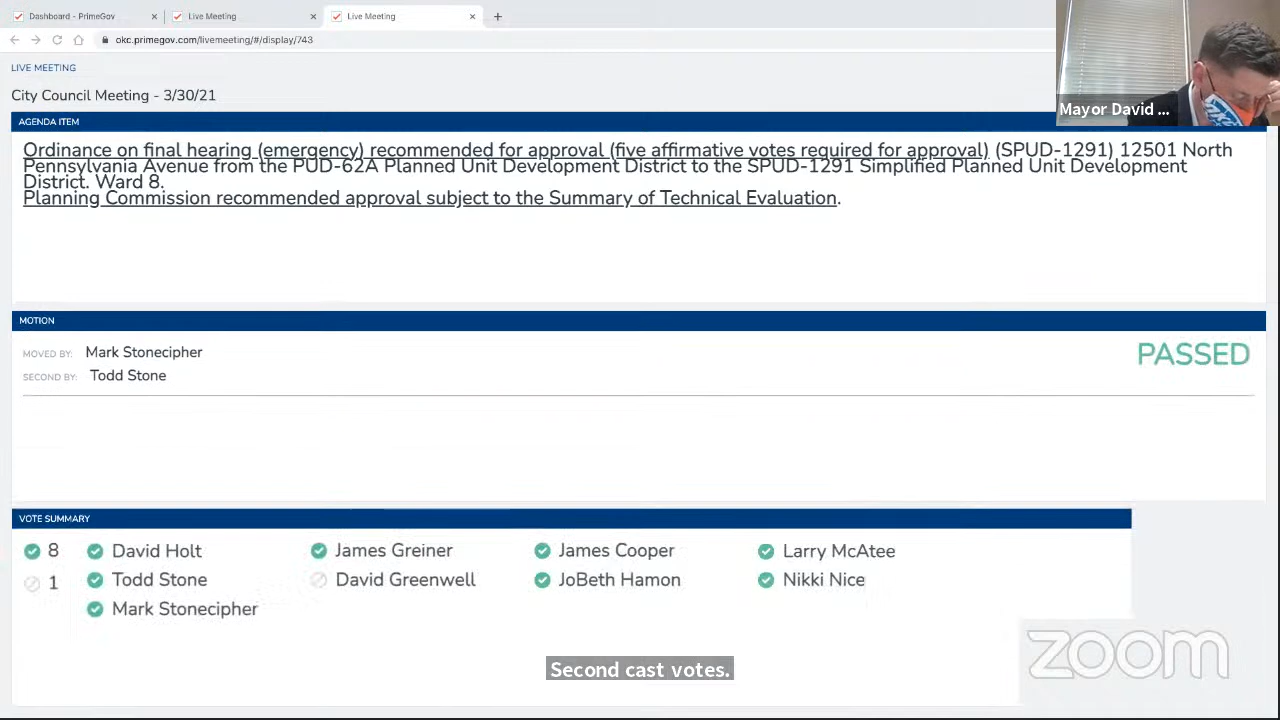 Dashboard - PrimeGov
Live Meeting
Live Meeting
okc.primegov.com/livemeeting/#/display/743
LIVE MEETING
City Council Meeting - 3/30/21
Mayor David ...
AGENDA ITEM
Ordinance on final hearing (emergency) recommended for approval (five affirmative votes required for approval) (SPUD-1291) 12501 North
Pennsylvania Avenue from the PUD-62A Planned Unit Development District to the SPUD-1291 Simplified Planned Unit Development
District. Ward 8.
Planning Commission recommended approval subject to the Summary of Technical Evaluation.
MOTION
MOVED BY: Mark Stonecipher
PASSED
SECOND BY: Todd Stone
VOTE SUMMARY
8 David Holt James Greiner James Cooper Larry McAtee
1 Todd Stone David Greenwell JoBeth Hamon Nikki Nice
Mark Stonecipher
Second cast votes.
zoom